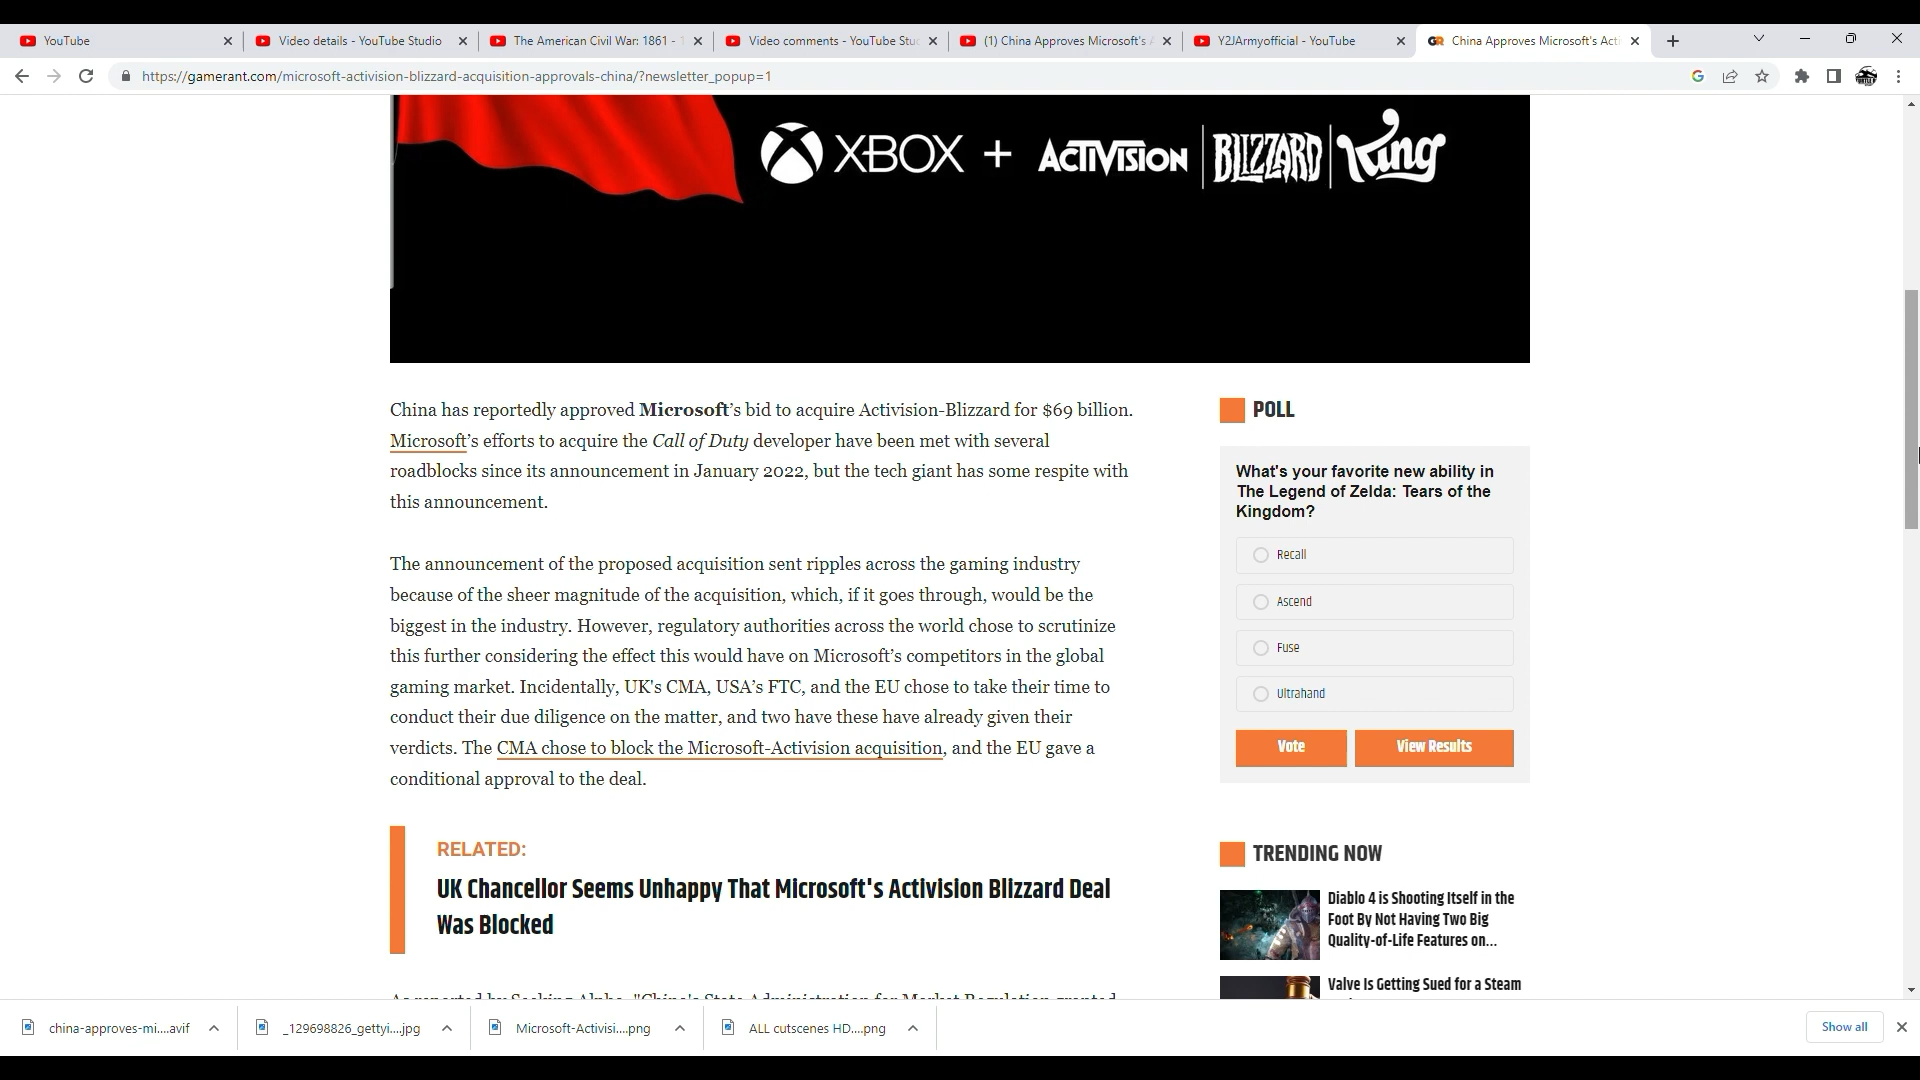 YouTube
Video details - YouTube Studio
The American Civil War: 1861 -
Video comments - YouTube Stu
(1) China Approves Microsoft's
Y2JArmyofficial - YouTube
China Approves Microsoft's Acti
https://gamerant.com/microsoft-activision-blizzard-acquisition-approvals-china/?newsletter_popup=1
XBOX + ACTIVISION | BLIZZARD | King
China has reportedly approved Microsoft's bid to acquire Activision-Blizzard for $69 billion.
Microsoft's efforts to acquire the Call of Duty developer have been met with several
roadblocks since its announcement in January 2022, but the tech giant has some respite with
this announcement.
The announcement of the proposed acquisition sent ripples across the gaming industry
because of the sheer magnitude of the acquisition, which, if it goes through, would be the
biggest in the industry. However, regulatory authorities across the world chose to scrutinize
this further considering the effect this would have on Microsoft's competitors in the global
gaming market. Incidentally, UK's CMA, USA's FTC, and the EU chose to take their time to
conduct their due diligence on the matter, and two have these have already given their
verdicts. The CMA chose to block the Microsoft-Activision acquisition, and the EU gave a
conditional approval to the deal.
RELATED:
UK Chancellor Seems Unhappy That Microsoft's Activision Blizzard Deal
Was Blocked
As reported by Seeking Alpha, "China's State Administration for Market Regulation granted
POLL
What's your favorite new ability in
The Legend of Zelda: Tears of the
Kingdom?
Recall
Ascend
Fuse
Ultrahand
Vote
View Results
TRENDING NOW
Diablo 4 is Shooting Itself in the
Foot By Not Having Two Big
Quality-of-Life Features on...
Valve Is Getting Sued for a Steam
china-approves-mi....avif
_129698826_gettyi....jpg
Microsoft-Activisi....png
ALL cutscenes HD....png
Show all